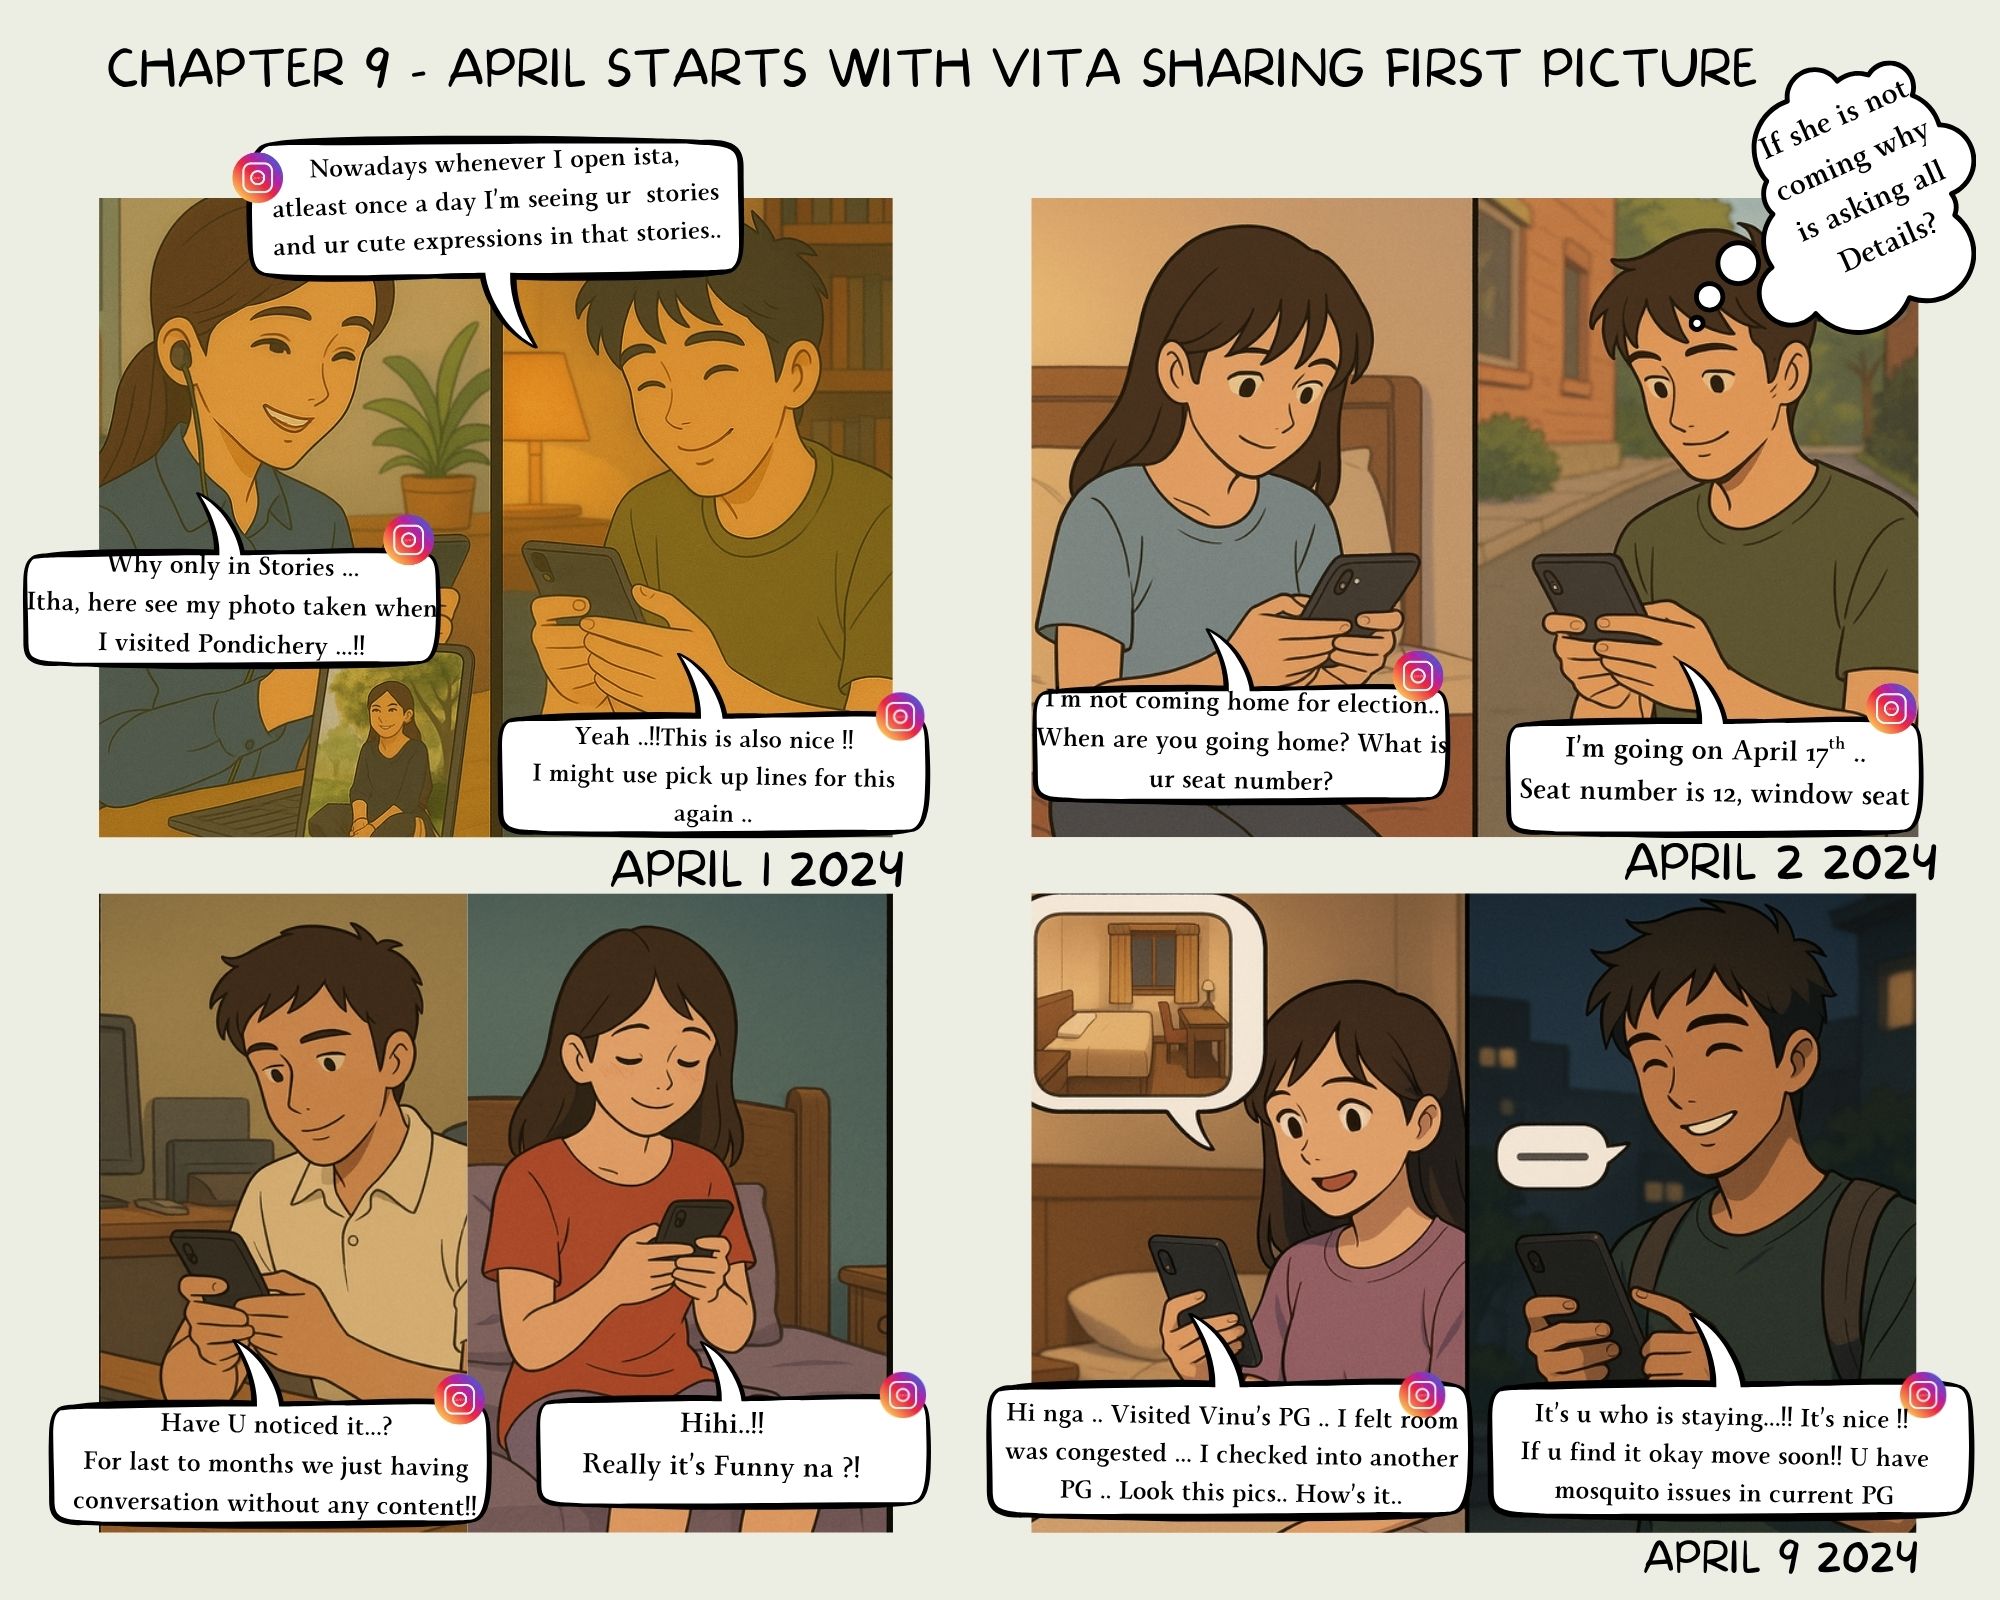 CHAPTER 9 - APRIL STARTS WITH VITA SHARING FIRST PICTURE
Nowadays whenever I open ista,
atleast once a day I'm seeing ur stories
and ur cute expressions in that stories..
Why only in Stories ...
Itha, here see my photo taken when
I visited Pondichery ...!!
Yeah ..!!This is also nice !!
I might use pick up lines for this
again ..
APRIL 1 2024
If she is not
coming why
is asking all
Details?
I'm not coming home for election..
When are you going home? What is
ur seat number?
I'm going on April 17th ..
Seat number is 12, window seat
APRIL 2 2024
Have U noticed it...?
For last to months we just having
conversation without any content!!
Hihi..!!
Really it's Funny na ?!
Hi nga .. Visited Vinu's PG .. I felt room
was congested ... I checked into another
PG .. Look this pics.. How's it..
It's u who is staying...!! It's nice !!
If u find it okay move soon!! U have
mosquito issues in current PG
APRIL 9 2024